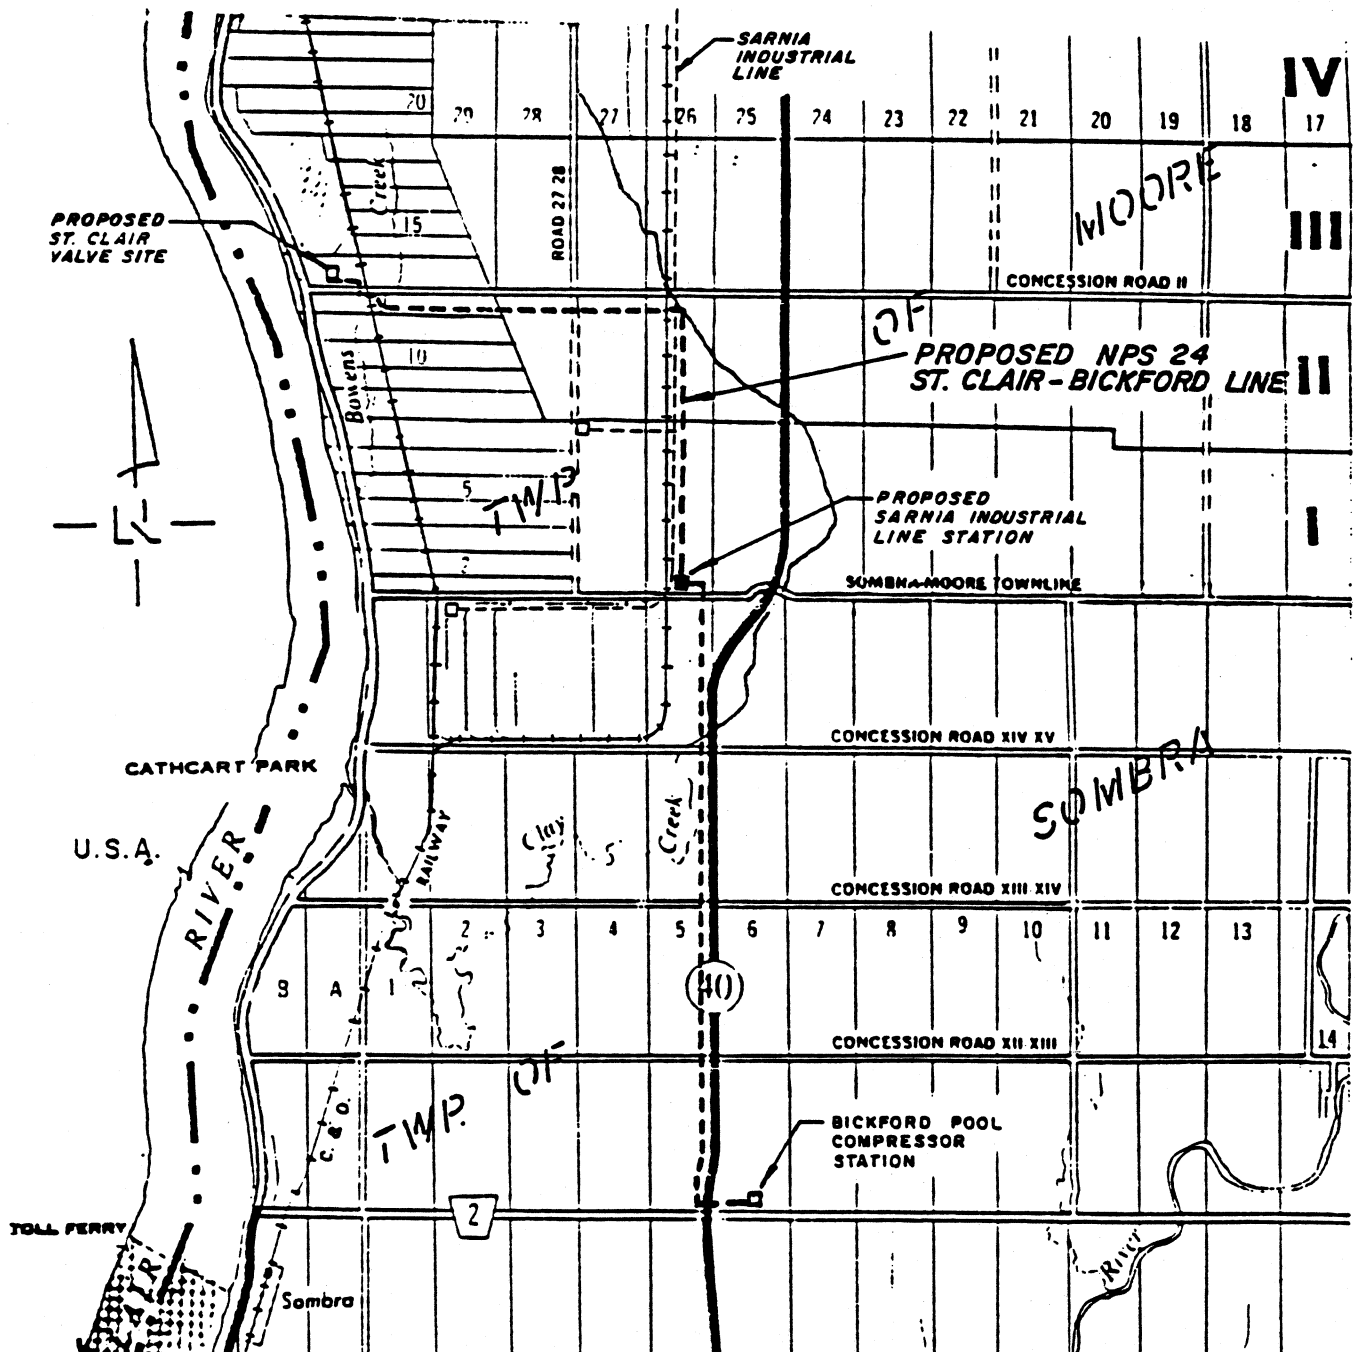 SARNIA
INDUSTRIAL
LINE
IV
20
29
28
27
26
25
24
23
22
21
20
19
18
17
MOORE
Creek
ROAD 27 28
PROPOSED
ST. CLAIR
VALVE SITE
15
III
CONCESSION ROAD II
OF
PROPOSED NPS 24
ST. CLAIR-BICKFORD LINE
II
10
Bowens
TWP
5
2
PROPOSED
SARNIA INDUSTRIAL
LINE STATION
I
SOMBRA-MOORE TOWNLINE
CONCESSION ROAD XIV XV
CATHCART PARK
SOMBRA
U.S.A.
RIVER
RAILWAY
Clay
5
Creek
CONCESSION ROAD XIII XIV
2
3
4
5
6
7
8
9
10
11
12
13
B
A
1
40
14
CONCESSION ROAD XII XIII
OF
TWP.
C. & O.
BICKFORD POOL
COMPRESSOR
STATION
2
TOLL FERRY
River
Sombra